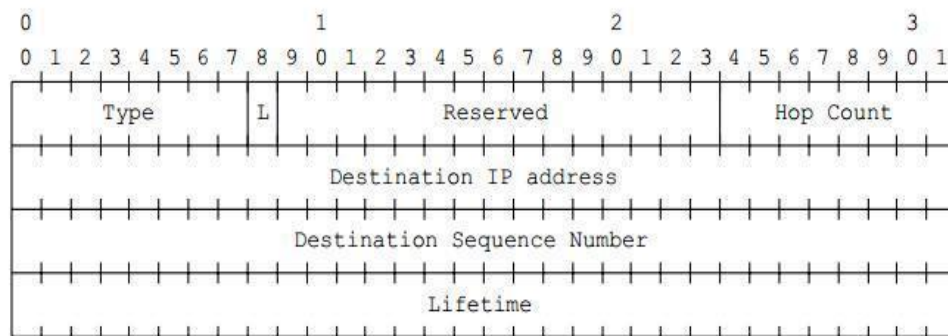 0 1 2 3
0 1 2 3 4 5 6 7 8 9 0 1 2 3 4 5 6 7 8 9 0 1 2 3 4 5 6 7 8 9 0 1
Type L Reserved Hop Count
Destination IP address
Destination Sequence Number
Lifetime